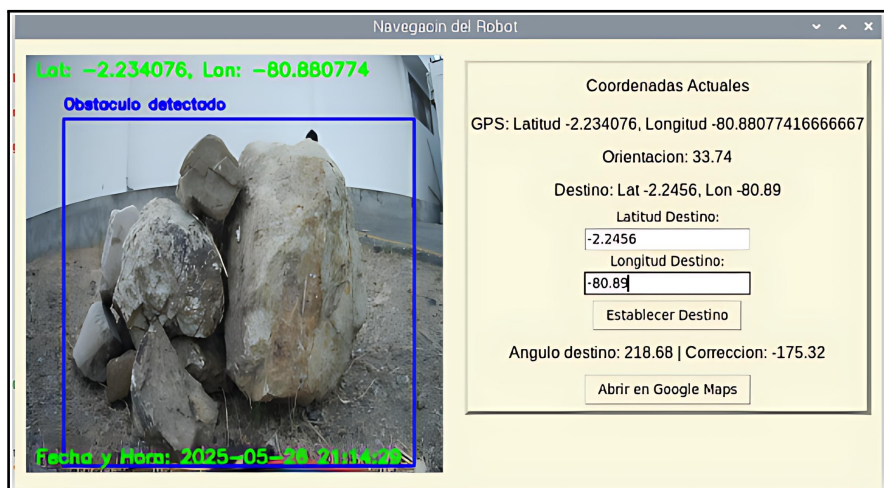 Navegacin del Robot
Lat: -2.234076, Lon: -80.880774
Obstaculo detectado
Fecha y Hora: 2025-05-26 21:14:26
Coordenadas Actuales
GPS: Latitud -2.234076, Longitud -80.88077416666667
Orientacion: 33.74
Destino: Lat -2.2456, Lon -80.89
Latitud Destino:
-2.2456
Longitud Destino:
-80.89
Establecer Destino
Angulo destino: 218.68 | Correccion: -175.32
Abrir en Google Maps